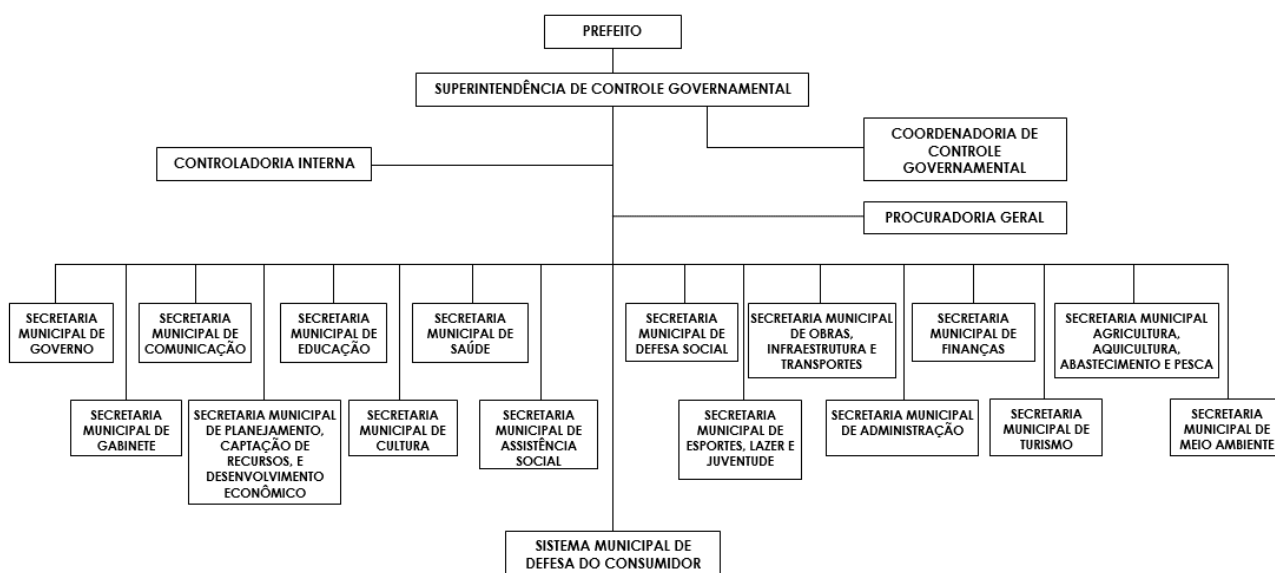 PREFEITO
SUPERINTENDÊNCIA DE CONTROLE GOVERNAMENTAL
COORDENADORIA DE
CONTROLE
GOVERNAMENTAL
CONTROLADORIA INTERNA
PROCURADORIA GERAL
SECRETARIA
MUNICIPAL DE
GOVERNO
SECRETARIA
MUNICIPAL DE
COMUNICAÇÃO
SECRETARIA
MUNICIPAL DE
EDUCAÇÃO
SECRETARIA
MUNICIPAL DE
SAÚDE
SECRETARIA
MUNICIPAL DE
DEFESA SOCIAL
SECRETARIA MUNICIPAL
DE OBRAS,
INFRAESTRUTURA E
TRANSPORTES
SECRETARIA
MUNICIPAL DE
FINANÇAS
SECRETARIA MUNICIPAL
AGRICULTURA,
AQUICULTURA,
ABASTECIMENTO E PESCA
SECRETARIA
MUNICIPAL DE
GABINETE
SECRETARIA MUNICIPAL
DE PLANEJAMENTO,
CAPTAÇÃO DE
RECURSOS, E
DESENVOLVIMENTO
ECONÔMICO
SECRETARIA
MUNICIPAL DE
CULTURA
SECRETARIA
MUNICIPAL DE
ASSISTÊNCIA
SOCIAL
SECRETARIA
MUNICIPAL DE
ESPORTES, LAZER E
JUVENTUDE
SECRETARIA MUNICIPAL
DE ADMINISTRAÇÃO
SECRETARIA
MUNICIPAL DE
TURISMO
SECRETARIA
MUNICIPAL DE
MEIO AMBIENTE
SISTEMA MUNICIPAL DE
DEFESA DO CONSUMIDOR